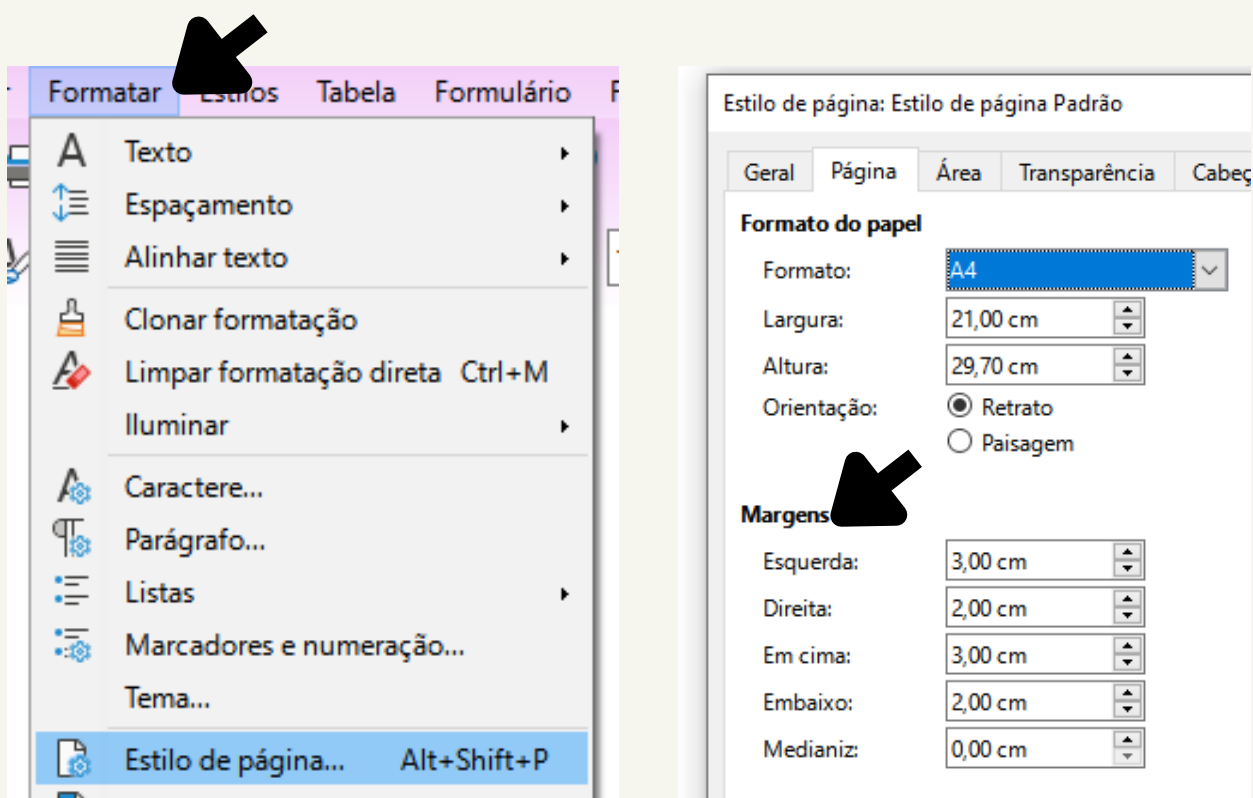 Formatar Estilos Tabela Formulário
A Texto
Espaçamento
Alinhar texto
Clonar formatação
Limpar formatação direta Ctrl+M
Iluminar
Caractere...
Parágrafo...
Listas
Marcadores e numeração...
Tema...
Estilo de página... Alt+Shift+P
Estilo de página: Estilo de página Padrão
Geral Página Área Transparência Cabeç
Formato do papel
Formato: A4
Largura: 21,00 cm
Altura: 29,70 cm
Orientação: Retrato
Paisagem
Margens
Esquerda: 3,00 cm
Direita: 2,00 cm
Em cima: 3,00 cm
Embaixo: 2,00 cm
Medianiz: 0,00 cm